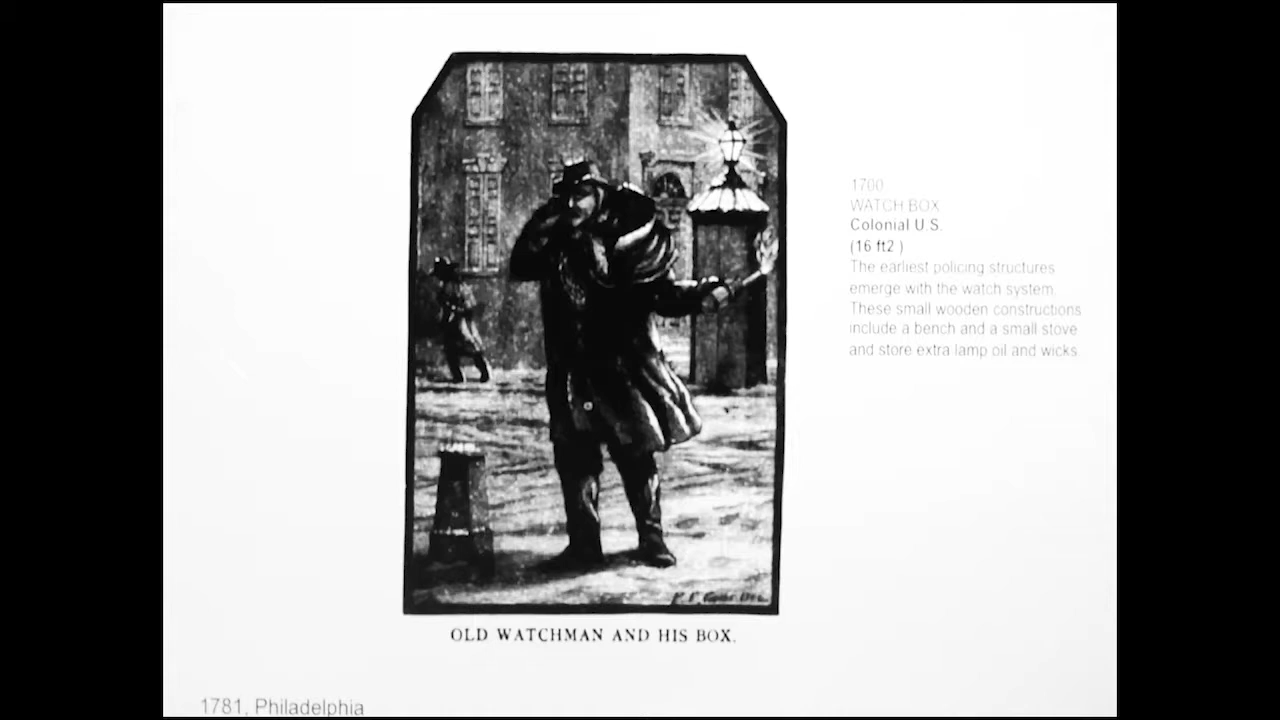 1700
WATCH BOX
Colonial U.S.
(16 ft2 )
The earliest policing structures
emerge with the watch system.
These small wooden constructions
include a bench and a small stove
and store extra lamp oil and wicks.
OLD WATCHMAN AND HIS BOX.
1781, Philadelphia